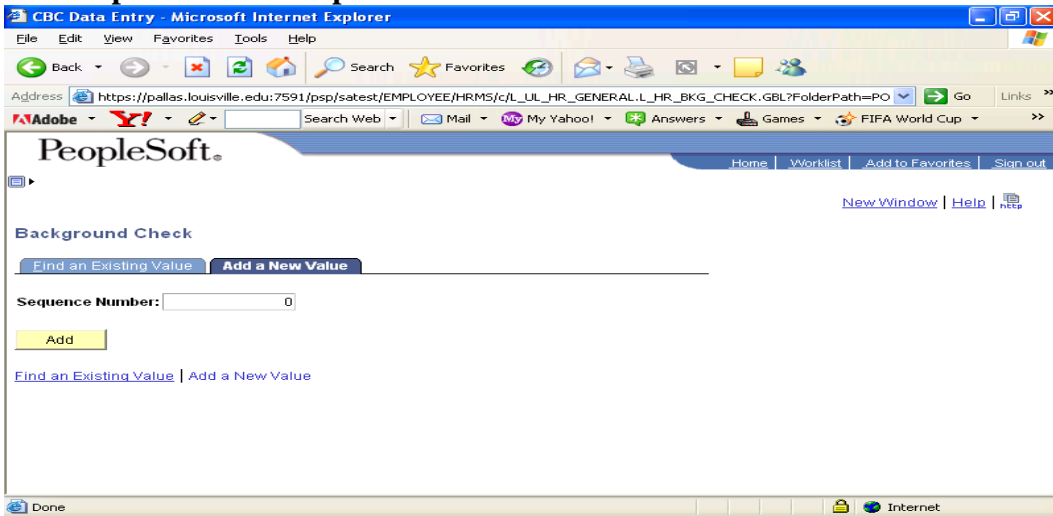 CBC Data Entry - Microsoft Internet Explorer
File Edit View Favorites Tools Help
Back Search Favorites
Address https://pallas.louisville.edu:7591/psp/satest/EMPLOYEE/HRMS/c/L_UL_HR_GENERAL.L_HR_BKG_CHECK.GBL?FolderPath=PO Go Links »
Adobe Y! Search Web Mail My Yahoo! Answers Games FIFA World Cup »
PeopleSoft.
Home Worklist Add to Favorites Sign out
New Window | Help | http
Background Check
Find an Existing Value Add a New Value
Sequence Number: 0
Add
Find an Existing Value | Add a New Value
Done Internet